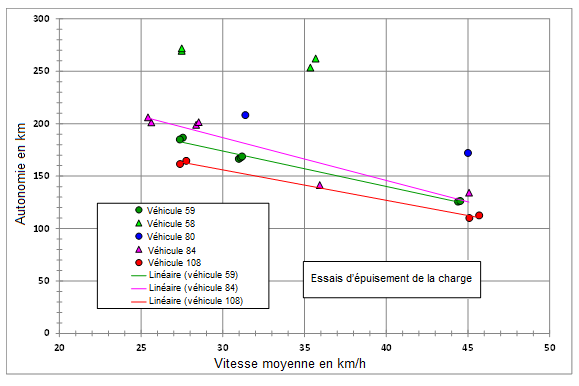 300
250
200
150
100
50
0
Autonomie en km
Véhicule 59
Véhicule 58
Véhicule 80
Véhicule 84
Véhicule 108
Linéaire (véhicule 59)
Linéaire (véhicule 84)
Linéaire (véhicule 108)
Essais d'épuisement de la charge
20 25 30 35 40 45 50
Vitesse moyenne en km/h